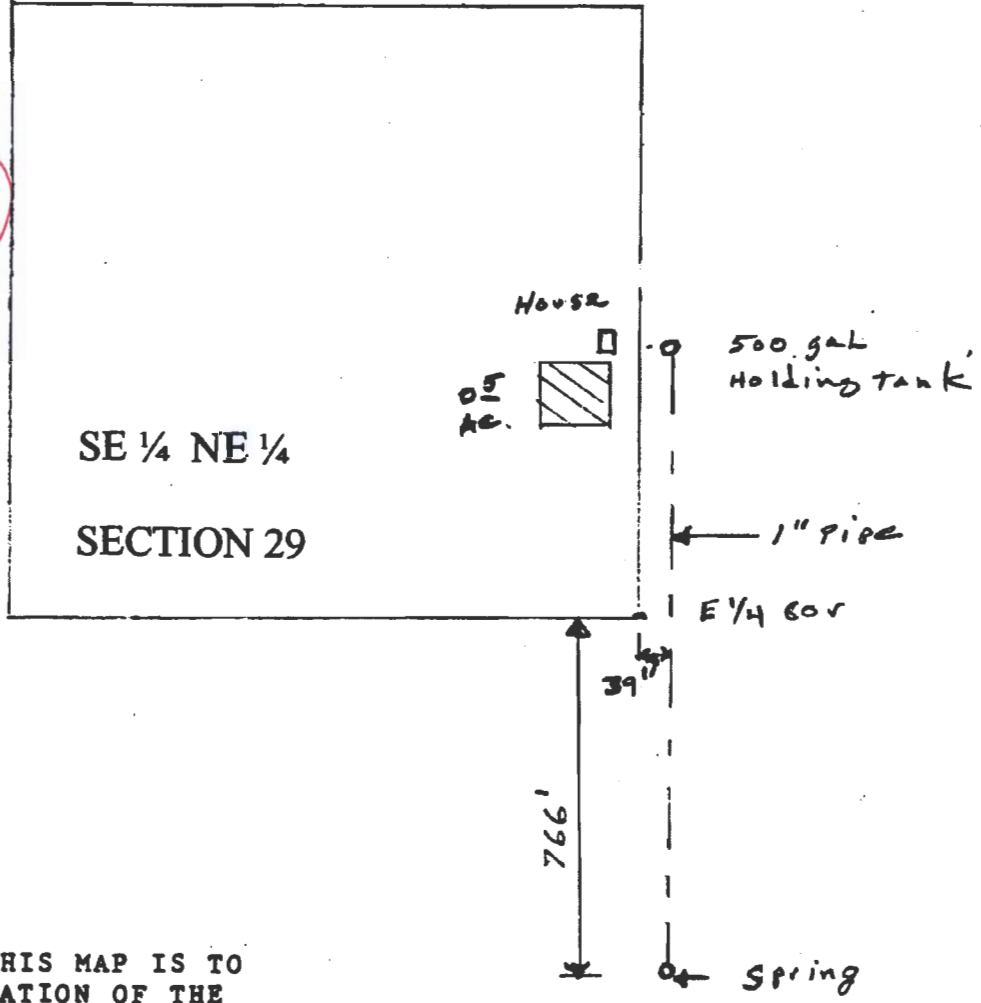 House
500 gal
Holding tank
0.5
AC.
SE ¼ NE ¼
SECTION 29
1" Pipe
E 1/4 cor
39'
766'
HIS MAP IS TO
ATION OF THE
Spring